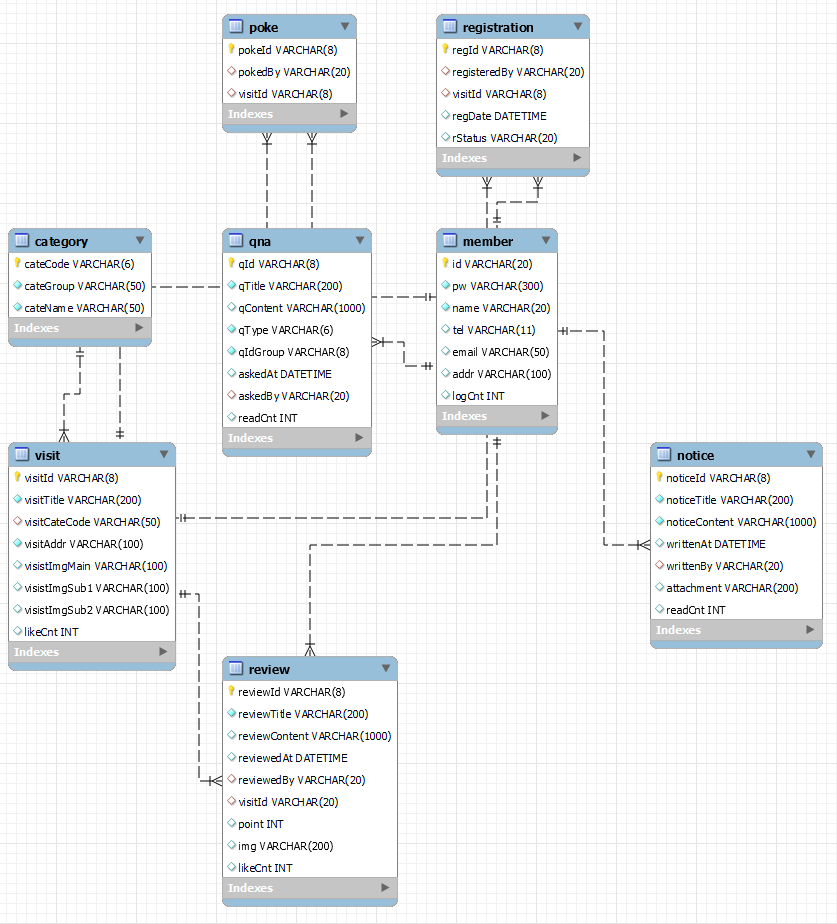 poke
pokeId VARCHAR(8)
pokedBy VARCHAR(20)
visitId VARCHAR(8)
Indexes
registration
regId VARCHAR(8)
registeredBy VARCHAR(20)
visitId VARCHAR(8)
regDate DATETIME
rStatus VARCHAR(20)
Indexes
category
cateCode VARCHAR(6)
cateGroup VARCHAR(50)
cateName VARCHAR(50)
Indexes
qna
qId VARCHAR(8)
qTitle VARCHAR(200)
qContent VARCHAR(1000)
qType VARCHAR(6)
qIdGroup VARCHAR(8)
askedAt DATETIME
askedBy VARCHAR(20)
readCnt INT
Indexes
member
id VARCHAR(20)
pw VARCHAR(300)
name VARCHAR(20)
tel VARCHAR(11)
email VARCHAR(50)
addr VARCHAR(100)
logCnt INT
Indexes
visit
visitId VARCHAR(8)
visitTitle VARCHAR(200)
visitCateCode VARCHAR(50)
visitAddr VARCHAR(100)
visistImgMain VARCHAR(100)
visistImgSub1 VARCHAR(100)
visistImgSub2 VARCHAR(100)
likeCnt INT
Indexes
notice
noticeId VARCHAR(8)
noticeTitle VARCHAR(200)
noticeContent VARCHAR(1000)
writtenAt DATETIME
writtenBy VARCHAR(20)
attachment VARCHAR(200)
readCnt INT
Indexes
review
reviewId VARCHAR(8)
reviewTitle VARCHAR(200)
reviewContent VARCHAR(1000)
reviewedAt DATETIME
reviewedBy VARCHAR(20)
visitId VARCHAR(20)
point INT
img VARCHAR(200)
likeCnt INT
Indexes